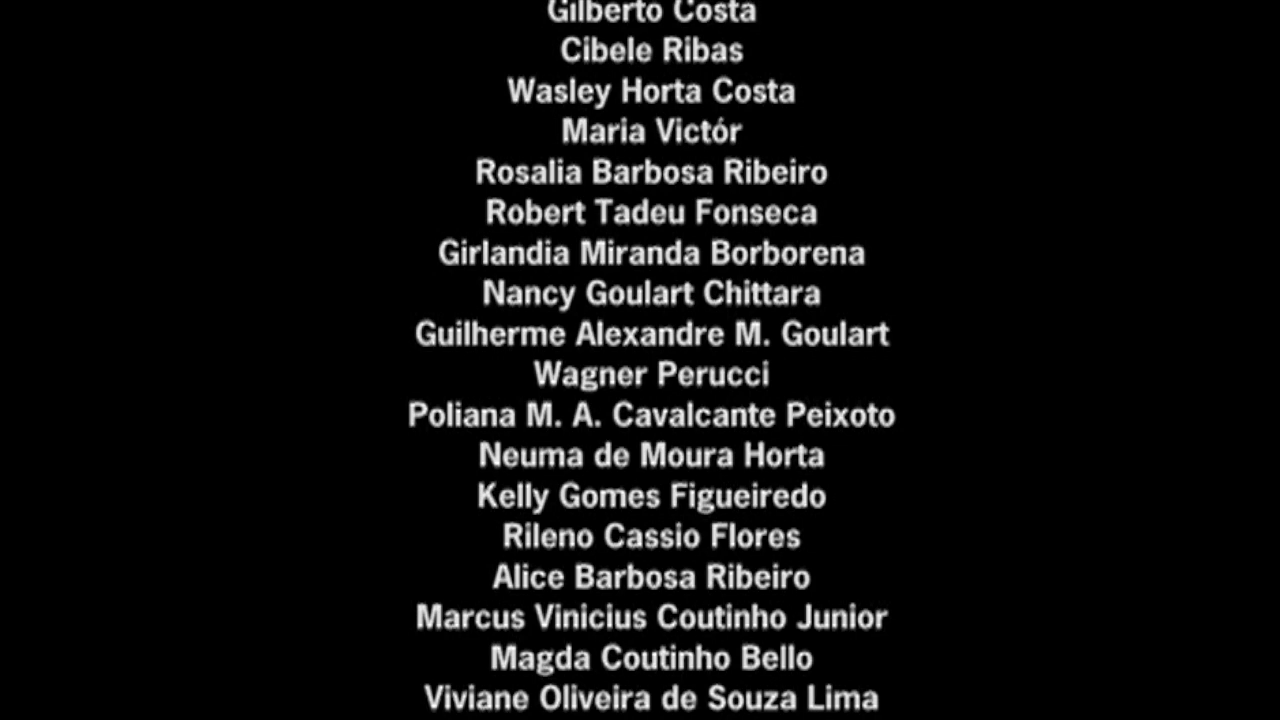 Gilberto Costa
Cibele Ribas
Wasley Horta Costa
Maria Victór
Rosalia Barbosa Ribeiro
Robert Tadeu Fonseca
Girlandia Miranda Borborena
Nancy Goulart Chittara
Guilherme Alexandre M. Goulart
Wagner Perucci
Poliana M. A. Cavalcante Peixoto
Neuma de Moura Horta
Kelly Gomes Figueiredo
Rileno Cassio Flores
Alice Barbosa Ribeiro
Marcus Vinicius Coutinho Junior
Magda Coutinho Bello
Viviane Oliveira de Souza Lima